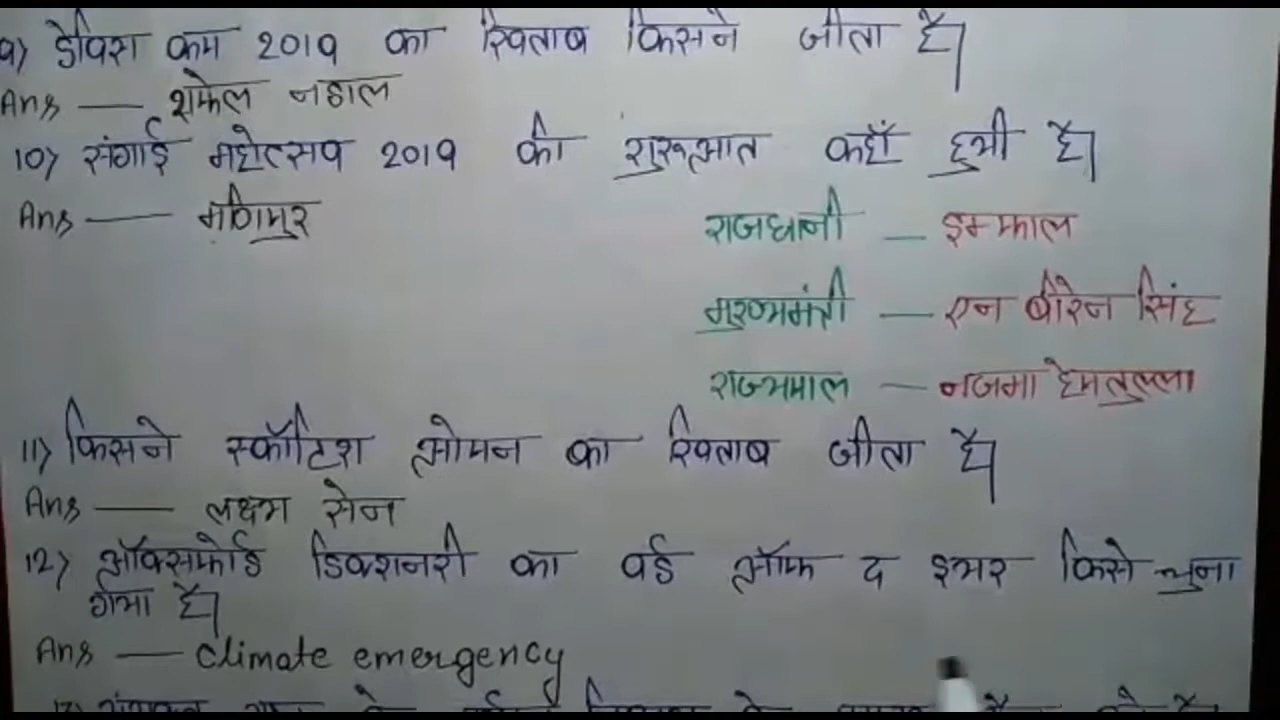 9) डेविस कप 2019 का खिताब किसने जीता है।
Ans — राफेल नडाल
10) संगाई महोत्सव 2019 की शुरुआत कहाँ हुयी है।
Ans — मणिपुर
राजधानी — इम्फाल
मुख्यमंत्री — एन बीरेन सिंह
राज्यपाल — नजमा हेपतुल्ला
11) किसने स्कॉटिश ओपन का खिताब जीता है।
Ans — लक्ष्य सेन
12) ऑक्सफोर्ड डिक्शनरी का वर्ड ऑफ द इयर किसे चुना
गया है।
Ans — Climate emergency